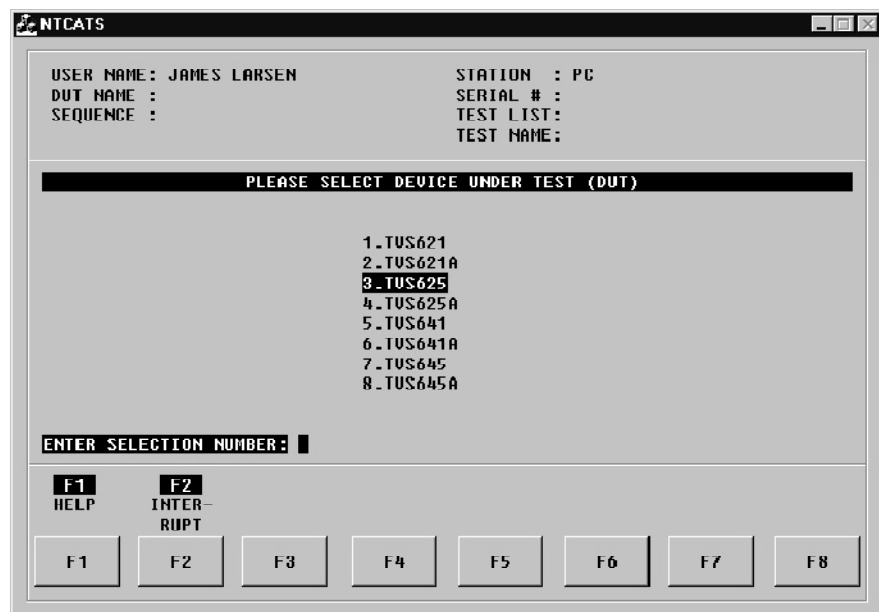 NTCATS
USER NAME: JAMES LARSEN
DUT NAME :
SEQUENCE :
STATION : PC
SERIAL # :
TEST LIST:
TEST NAME:
PLEASE SELECT DEVICE UNDER TEST (DUT)
1.TVS621
2.TVS621A
3.TVS625
4.TVS625A
5.TVS641
6.TVS641A
7.TVS645
8.TVS645A
ENTER SELECTION NUMBER:
F1
HELP
F2
INTER-
RUPT
F1 F2 F3 F4 F5 F6 F7 F8